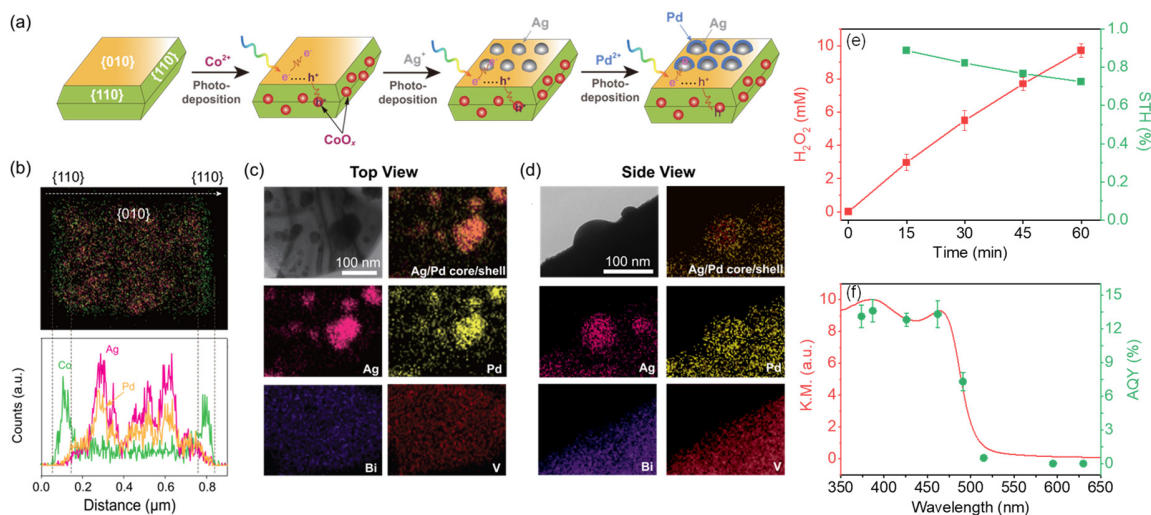 (a)
{010}
{110}
{110}
Co²⁺
Photo-
deposition
e⁻
e⁻
h⁺
h⁺
CoOₓ
Ag⁺
Photo-
deposition
Ag
e⁻
h⁺
h⁺
Pd²⁺
Photo-
deposition
Pd
Ag
e⁻
h⁺
h⁺
(b)
{110}
{110}
{010}
Ag
Co
Pd
Counts (a.u.)
0.0 0.2 0.4 0.6 0.8
Distance (μm)
(c)
Top View
100 nm
Ag/Pd core/shell
Ag
Pd
Bi
V
(d)
Side View
100 nm
Ag/Pd core/shell
Ag
Pd
Bi
V
(e)
H₂O₂ (mM)
10
8
6
4
2
0
STH (%)
1.0
0.8
0.6
0.4
0.2
0.0
0 15 30 45 60
Time (min)
(f)
K.M. (a.u.)
10
8
6
4
2
0
AQY (%)
15
12
9
6
3
0
350 400 450 500 550 600 650
Wavelength (nm)